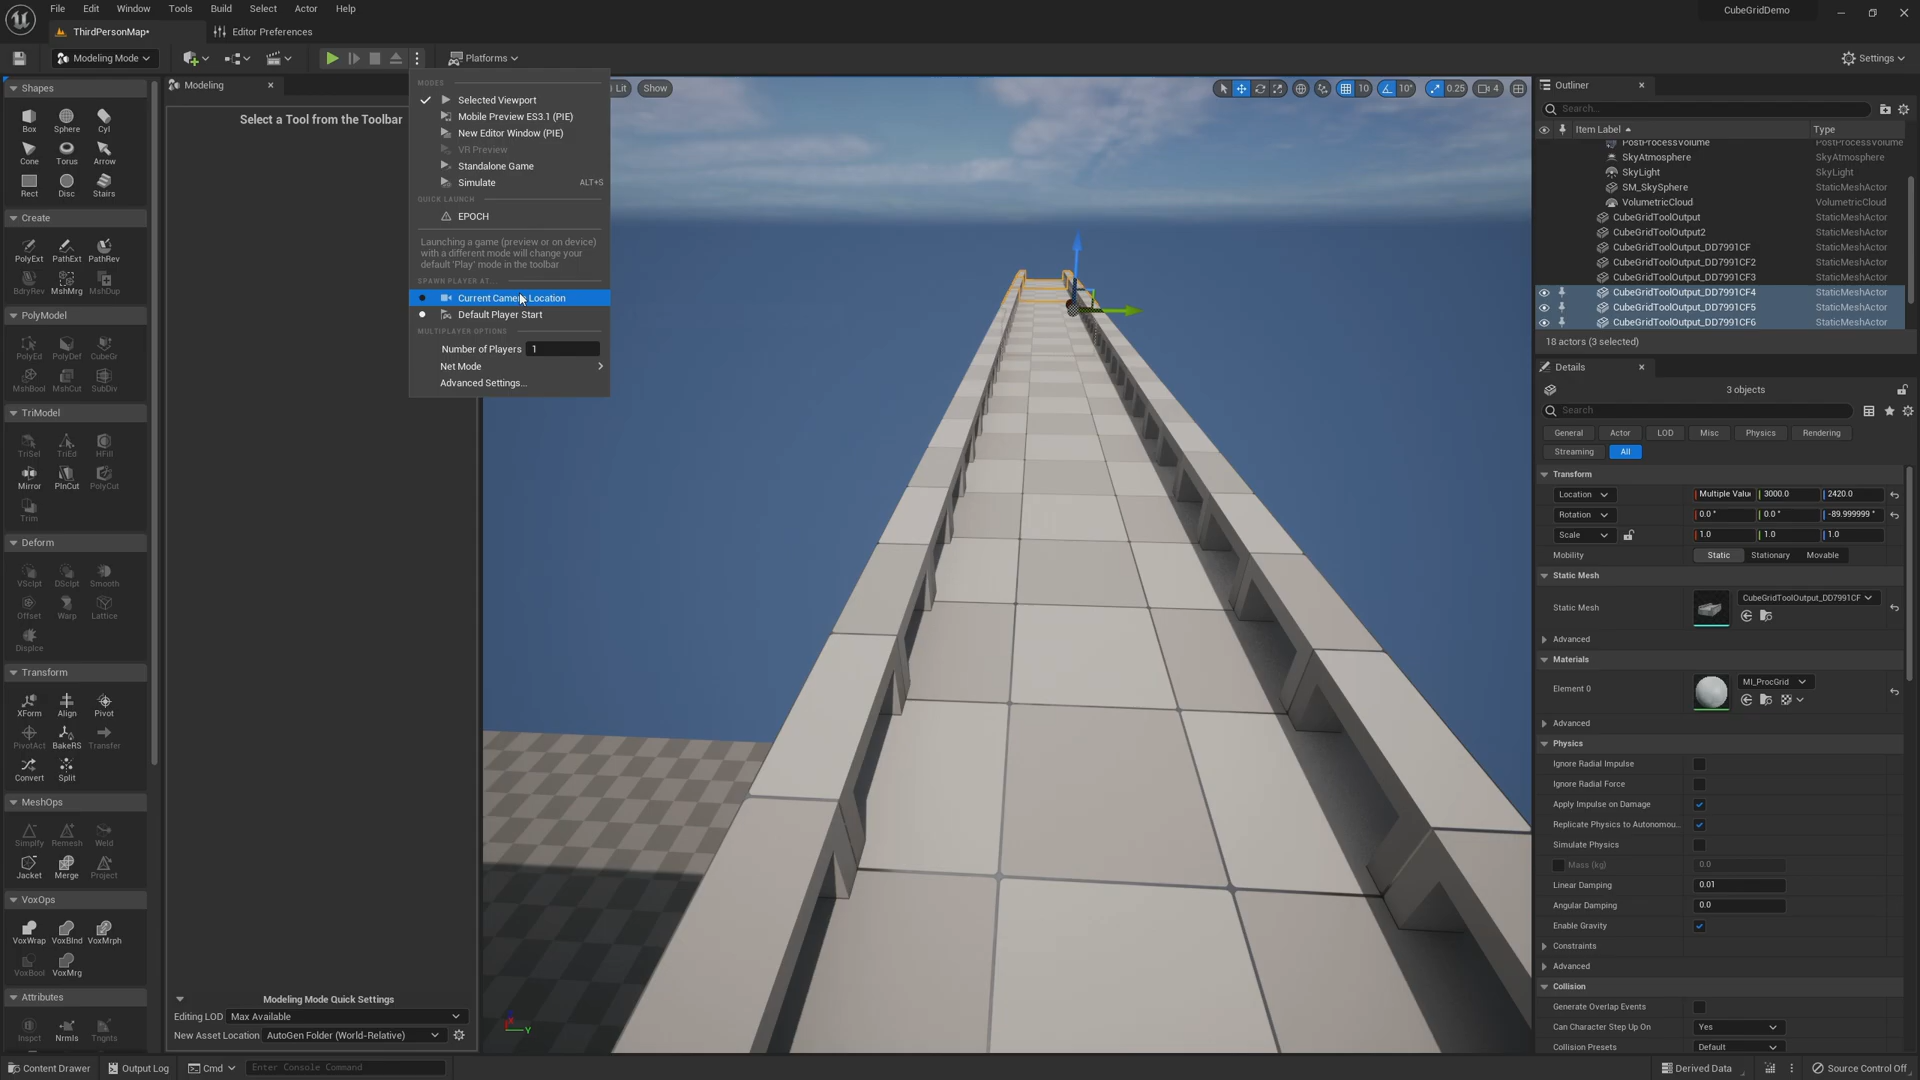 File Edit Window Tools Build Select Actor Help
CubeGridDemo
ThirdPersonMap*
Editor Preferences
Modeling Mode
Platforms
Settings
Shapes
Box Sphere Cyl
Cone Torus Arrow
Rect Disc Stairs
Create
PolyExt PathExt PathRev
BdryRev MshMrg MshDup
PolyModel
PolyEd PolyDef CubeGr
MshBool MshCut SubDiv
TriModel
TriSel TriEd HFill
Mirror PlnCut PolyCut
Trim
Deform
VSclpt DSclpt Smooth
Offset Warp Lattice
Displce
Transform
XForm Align Pivot
PivotAct BakeRS Transfer
Convert Split
MeshOps
Simplfy Remesh Weld
Jacket Merge Project
VoxOps
VoxWrap VoxBlnd VoxMrph
VoxBool VoxMrg
Attributes
Inspct Nrmls Tngnts
Modeling
Select a Tool from the Toolbar
Modeling Mode Quick Settings
Editing LOD Max Available
New Asset Location AutoGen Folder (World-Relative)
MODES
Selected Viewport
Mobile Preview ES3.1 (PIE)
New Editor Window (PIE)
VR Preview
Standalone Game
Simulate ALT+S
QUICK LAUNCH
EPOCH
Launching a game (preview or on device)
with a different mode will change your
default 'Play' mode in the toolbar
SPAWN PLAYER AT...
Current Camera Location
Default Player Start
MULTIPLAYER OPTIONS
Number of Players 1
Net Mode
Advanced Settings...
Lit Show
10 10° 0.25 4
Y
Outliner
Search...
Item Label Type
PostProcessVolume PostProcessVolume
SkyAtmosphere SkyAtmosphere
SkyLight SkyLight
SM_SkySphere StaticMeshActor
VolumetricCloud VolumetricCloud
CubeGridToolOutput StaticMeshActor
CubeGridToolOutput2 StaticMeshActor
CubeGridToolOutput_DD7991CF StaticMeshActor
CubeGridToolOutput_DD7991CF2 StaticMeshActor
CubeGridToolOutput_DD7991CF3 StaticMeshActor
CubeGridToolOutput_DD7991CF4 StaticMeshActor
CubeGridToolOutput_DD7991CF5 StaticMeshActor
CubeGridToolOutput_DD7991CF6 StaticMeshActor
18 actors (3 selected)
Details
3 objects
Search
General Actor LOD Misc Physics Rendering
Streaming All
Transform
Location Multiple Valu 3000.0 2420.0
Rotation 0.0 ° 0.0 ° -89.999999 °
Scale 1.0 1.0 1.0
Mobility Static Stationary Movable
Static Mesh
Static Mesh CubeGridToolOutput_DD7991CF
Advanced
Materials
Element 0 MI_ProcGrid
Advanced
Physics
Ignore Radial Impulse
Ignore Radial Force
Apply Impulse on Damage
Replicate Physics to Autonomou...
Simulate Physics
Mass (kg) 0.0
Linear Damping 0.01
Angular Damping 0.0
Enable Gravity
Constraints
Advanced
Collision
Generate Overlap Events
Can Character Step Up On Yes
Collision Presets Default
Content Drawer Output Log Cmd Enter Console Command
Derived Data Source Control Off